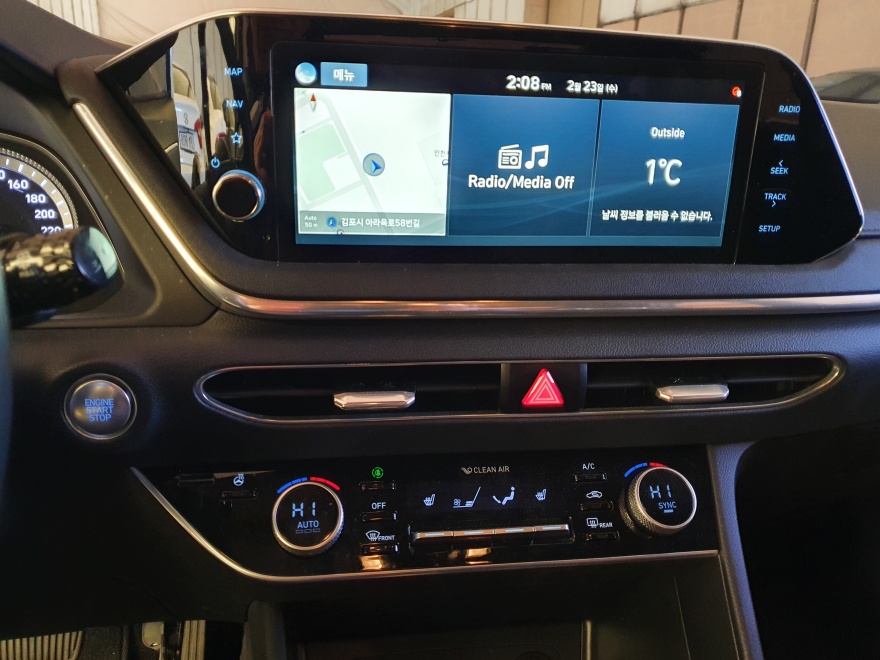 메뉴
2:08 PM 2월 23일 (수)
MAP
NAV
RADIO
MEDIA
SEEK
TRACK
SETUP
Radio/Media Off
Outside
1°C
날씨 정보를 불러올 수 없습니다.
Auto
50 m
김포시 아라육로58번길
160
180
200
220
ENGINE
START
STOP
CLEAN AIR
A/C
HI
AUTO
OFF
FRONT
REAR
HI
SYNC